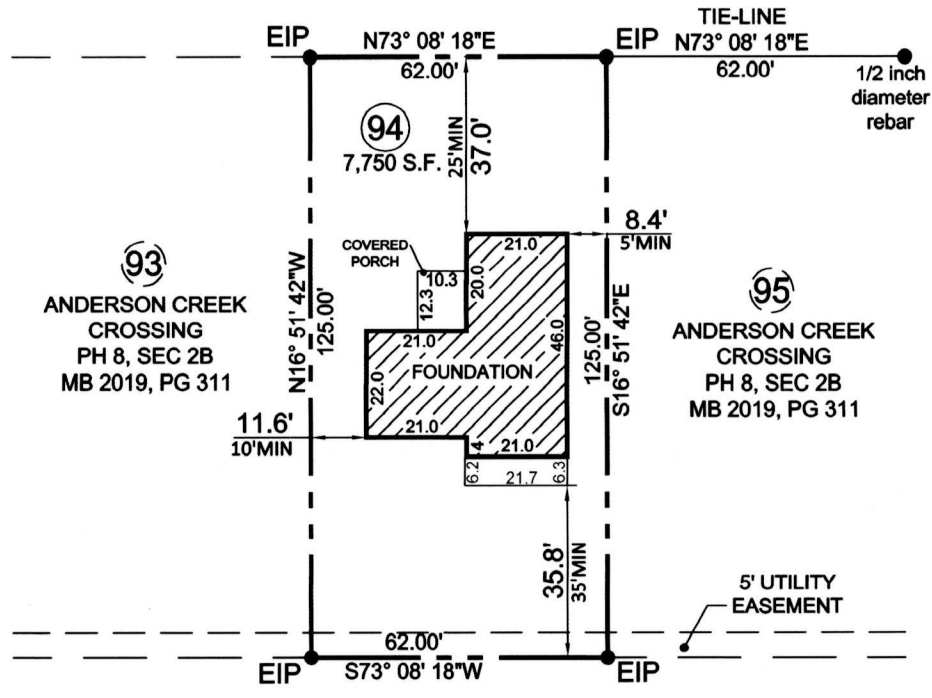 TIE-LINE
EIP
N73° 08' 18"E
EIP
N73° 08' 18"E
62.00'
62.00'
1/2 inch
diameter
rebar
94
7,750 S.F.
25'MIN
37.0'
8.4'
5'MIN
21.0
COVERED
PORCH
10.3
20.0
12.3
93
ANDERSON CREEK
CROSSING
PH 8, SEC 2B
MB 2019, PG 311
N16° 51' 42"W
125.00'
21.0
46.0
125.00'
S16° 51' 42"E
95
ANDERSON CREEK
CROSSING
PH 8, SEC 2B
MB 2019, PG 311
FOUNDATION
22.0
11.6'
10'MIN
21.0
4
21.0
6.2
21.7
6.3
35.8'
35'MIN
5' UTILITY
EASEMENT
62.00'
EIP
S73° 08' 18"W
EIP